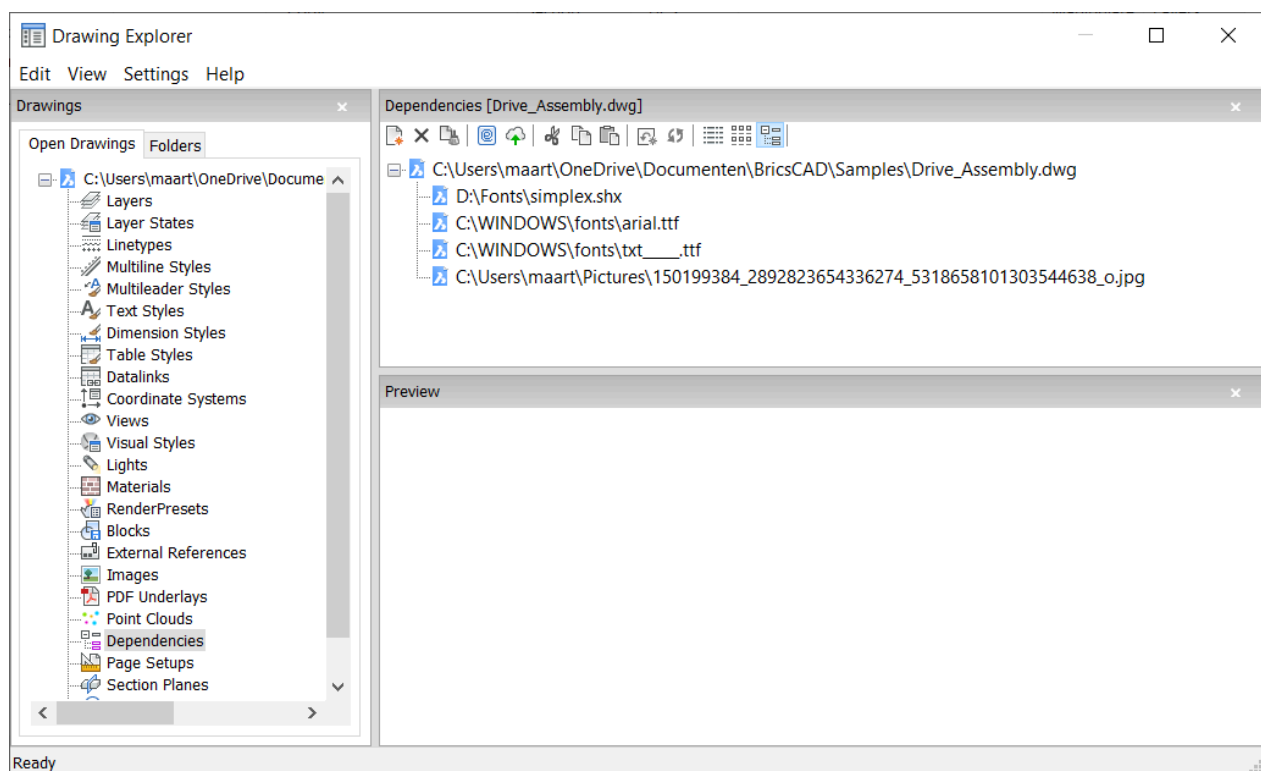 Drawing Explorer
Edit View Settings Help
Drawings
Open Drawings Folders
C:\Users\maart\OneDrive\Docume
Layers
Layer States
Linetypes
Multiline Styles
Multileader Styles
Text Styles
Dimension Styles
Table Styles
Datalinks
Coordinate Systems
Views
Visual Styles
Lights
Materials
RenderPresets
Blocks
External References
Images
PDF Underlays
Point Clouds
Dependencies
Page Setups
Section Planes
Dependencies [Drive_Assembly.dwg]
C:\Users\maart\OneDrive\Documenten\BricsCAD\Samples\Drive_Assembly.dwg
D:\Fonts\simplex.shx
C:\WINDOWS\fonts\arial.ttf
C:\WINDOWS\fonts\txt____.ttf
C:\Users\maart\Pictures\150199384_2892823654336274_5318658101303544638_o.jpg
Preview
Ready